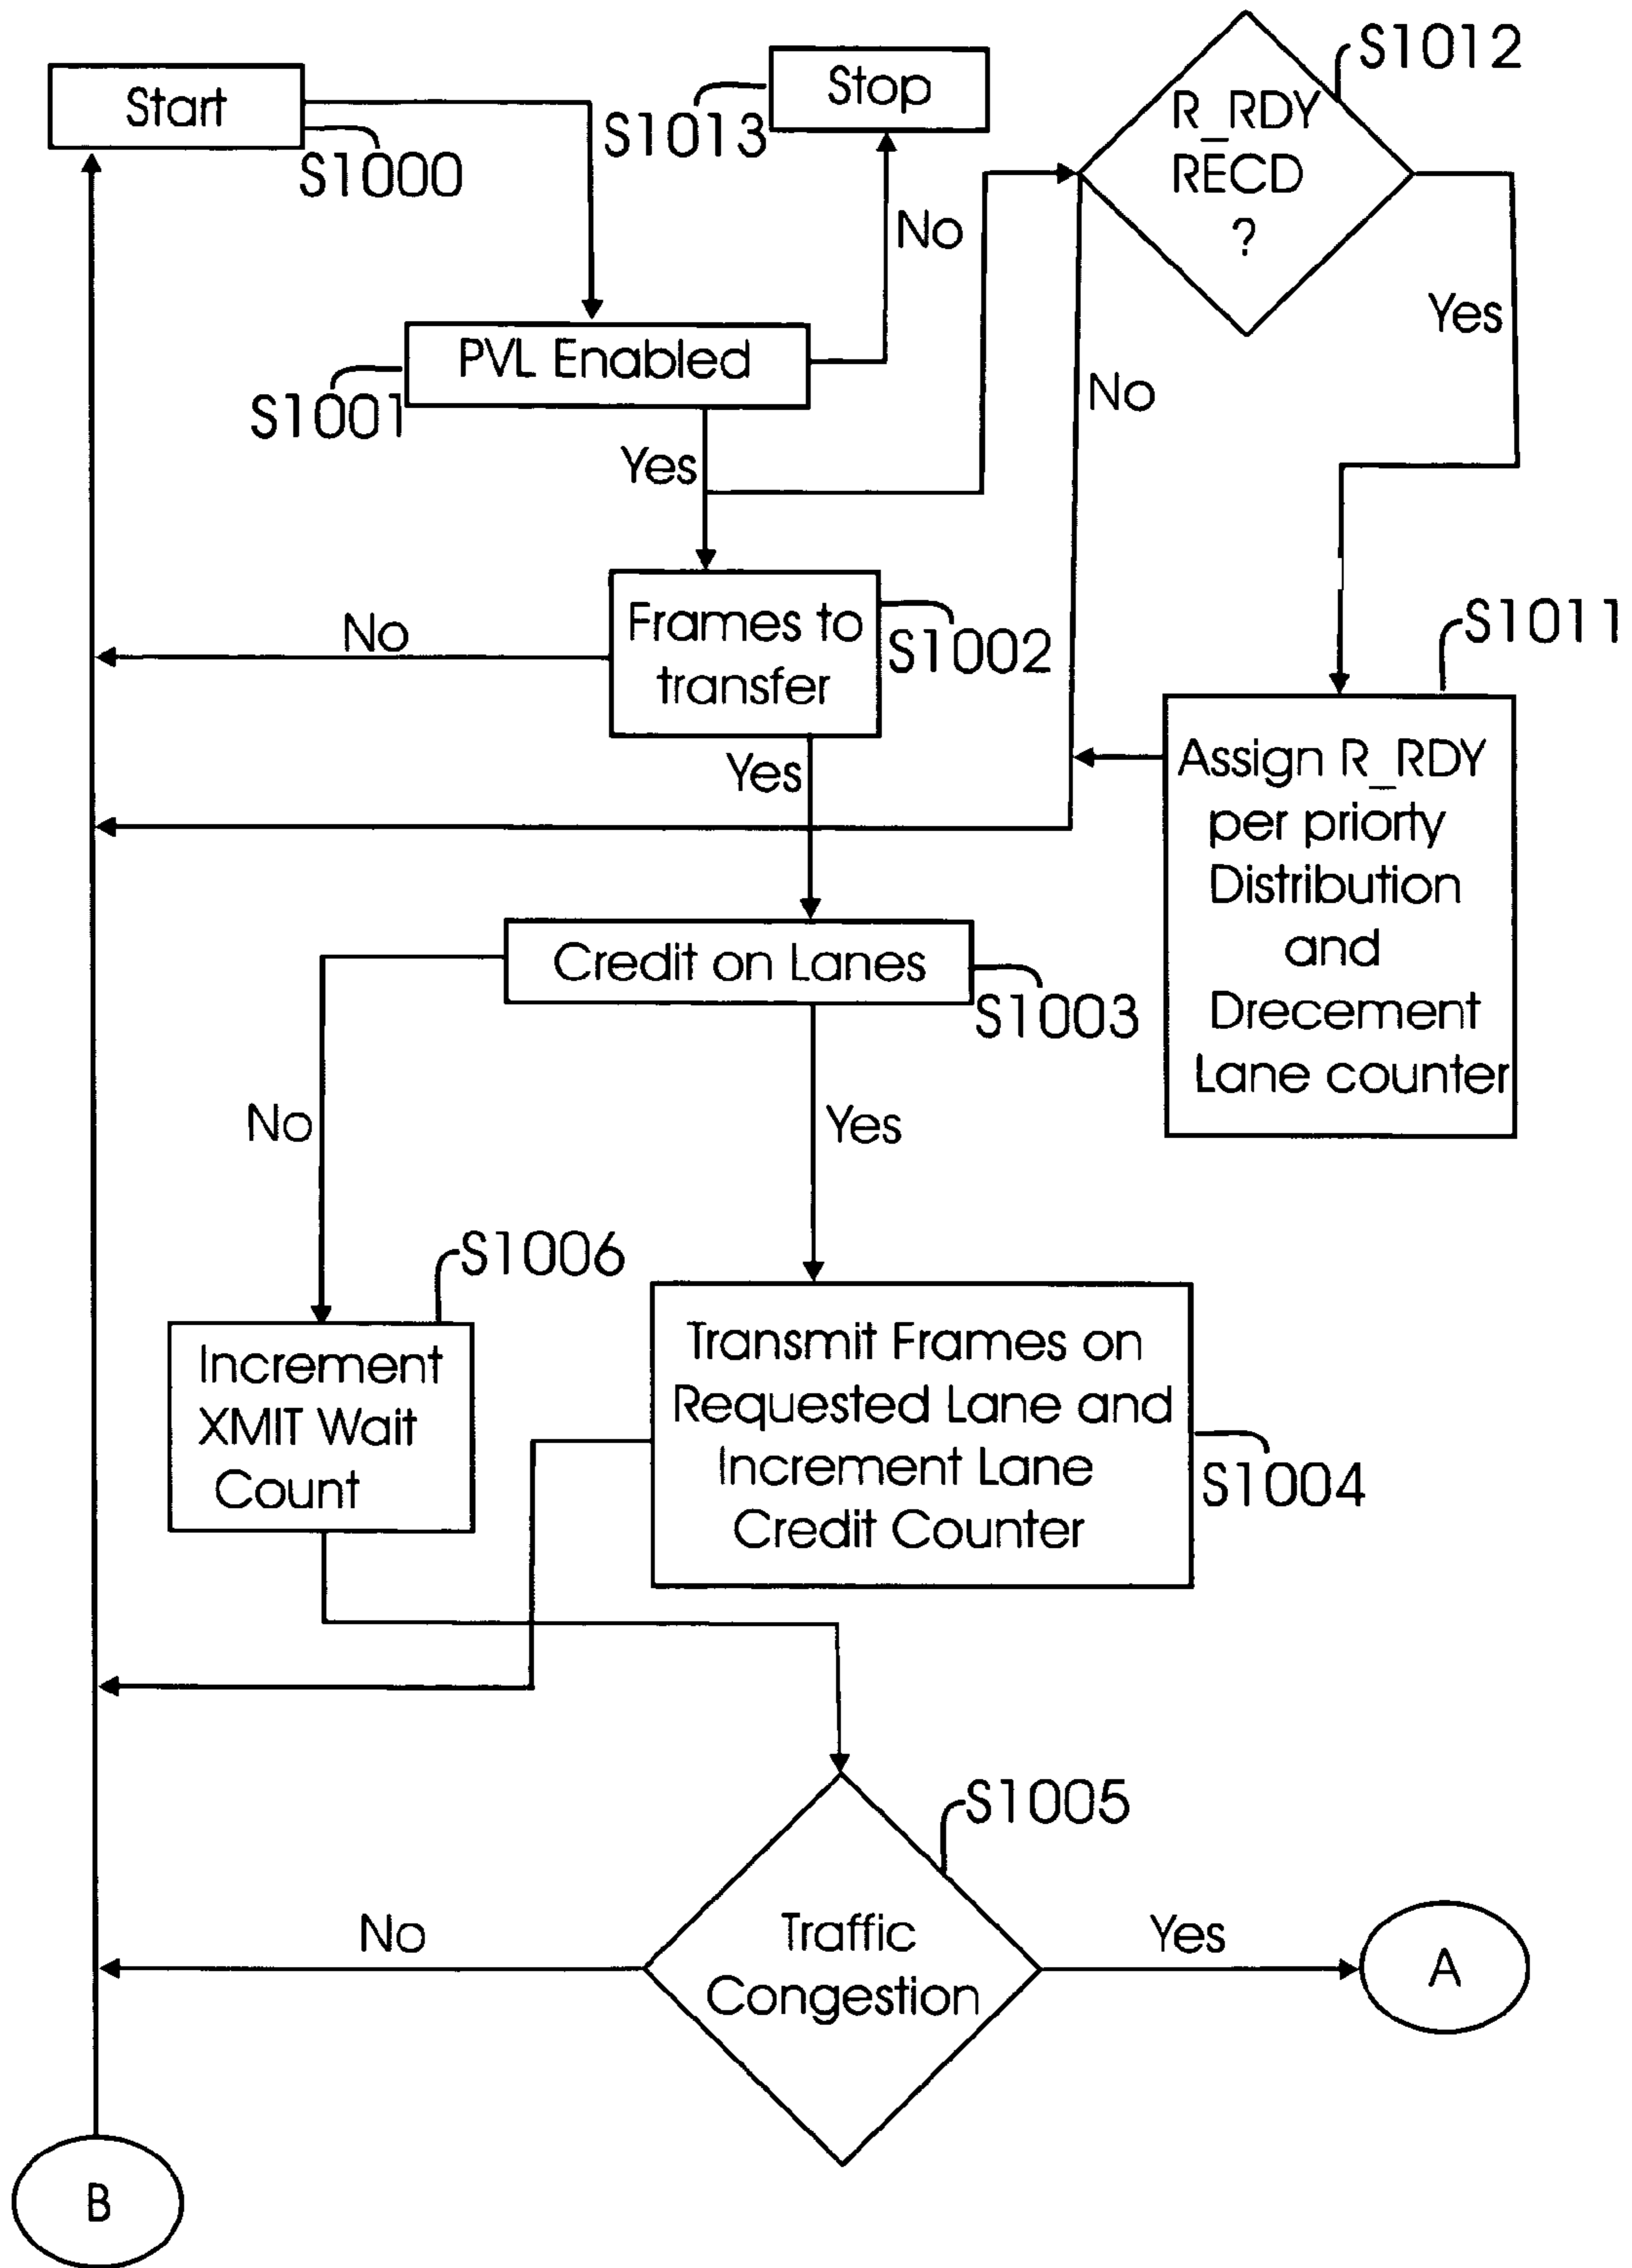 Start
S1000
Stop
S1013
R_RDY
RECD
?
S1012
No
Yes
PVL Enabled
S1001
No
Yes
Frames to
transfer
S1002
No
Yes
S1011
Assign R_RDY
per priorty
Distribution
and
Drecement
Lane counter
Credit on Lanes
S1003
No
Yes
S1006
Increment
XMIT Wait
Count
Transmit Frames on
Requested Lane and
Increment Lane
Credit Counter
S1004
S1005
Traffic
Congestion
No
Yes
A
B